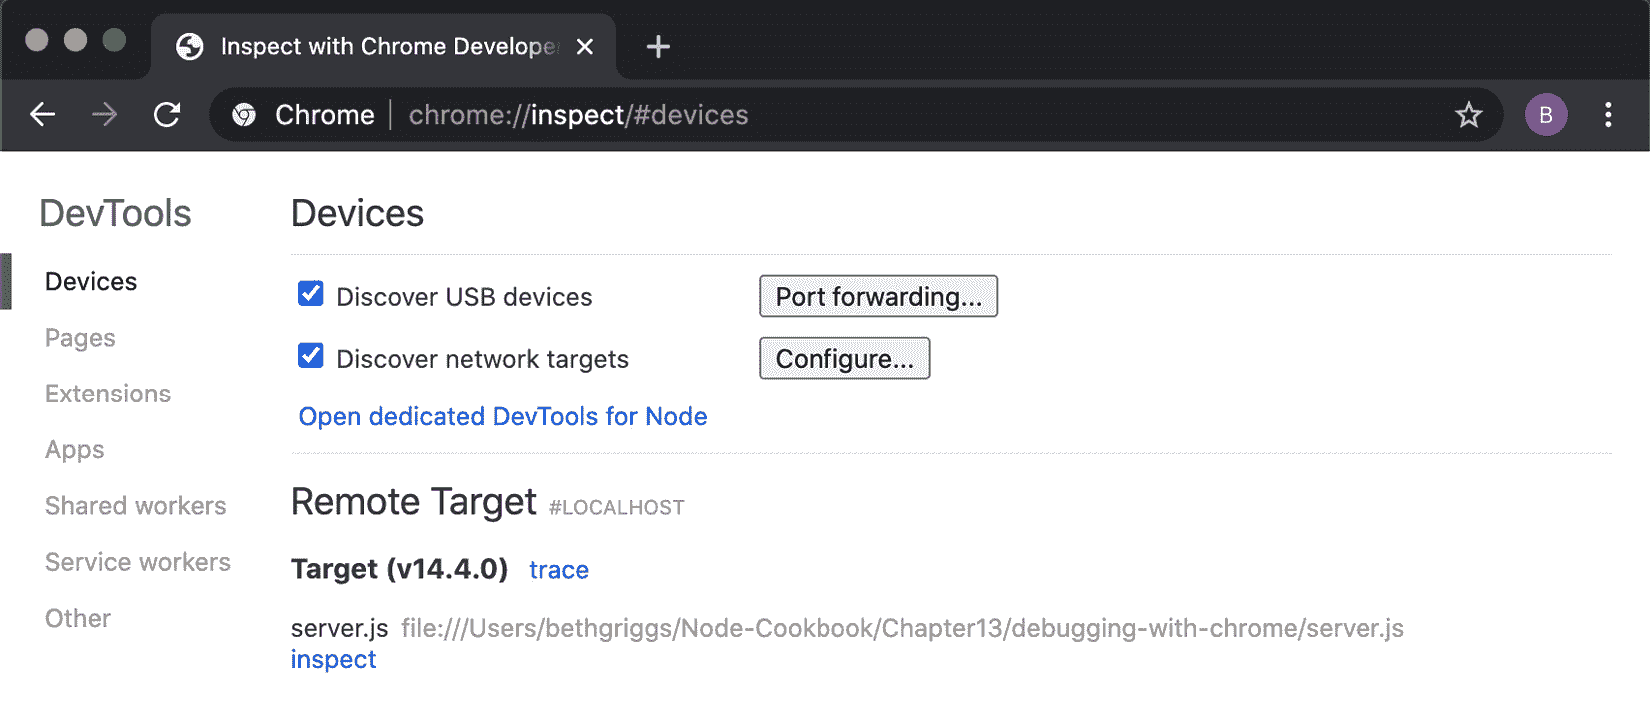 Inspect with Chrome Develope
Chrome | chrome://inspect/#devices
B
DevTools
Devices
Pages
Extensions
Apps
Shared workers
Service workers
Other
Devices
Discover USB devices Port forwarding...
Discover network targets Configure...
Open dedicated DevTools for Node
Remote Target #LOCALHOST
Target (v14.4.0) trace
server.js file:///Users/bethgriggs/Node-Cookbook/Chapter13/debugging-with-chrome/server.js
inspect